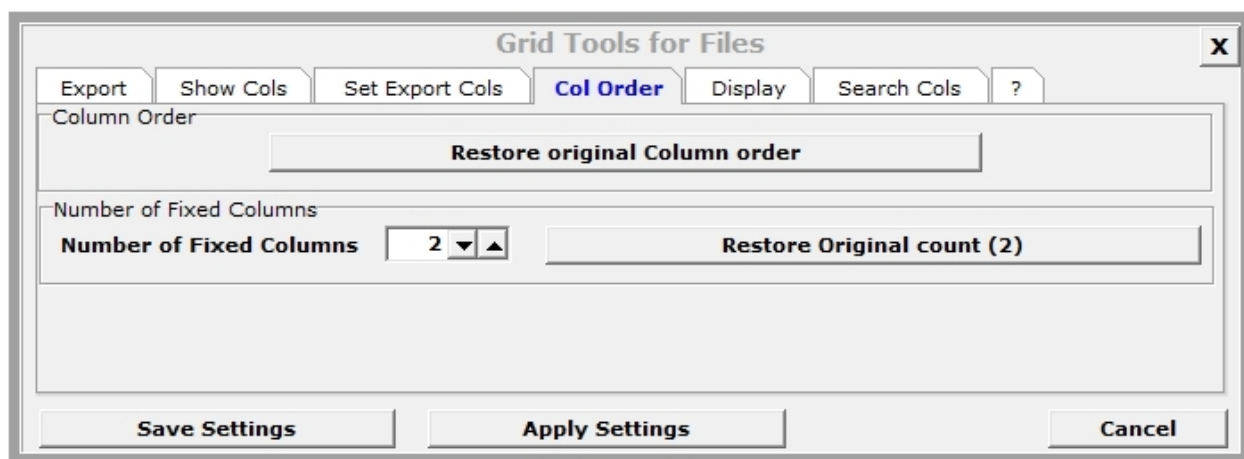 Grid Tools for Files
X
Export Show Cols Set Export Cols Col Order Display Search Cols ?
Column Order
Restore original Column order
Number of Fixed Columns
Number of Fixed Columns 2 Restore Original count (2)
Save Settings Apply Settings Cancel